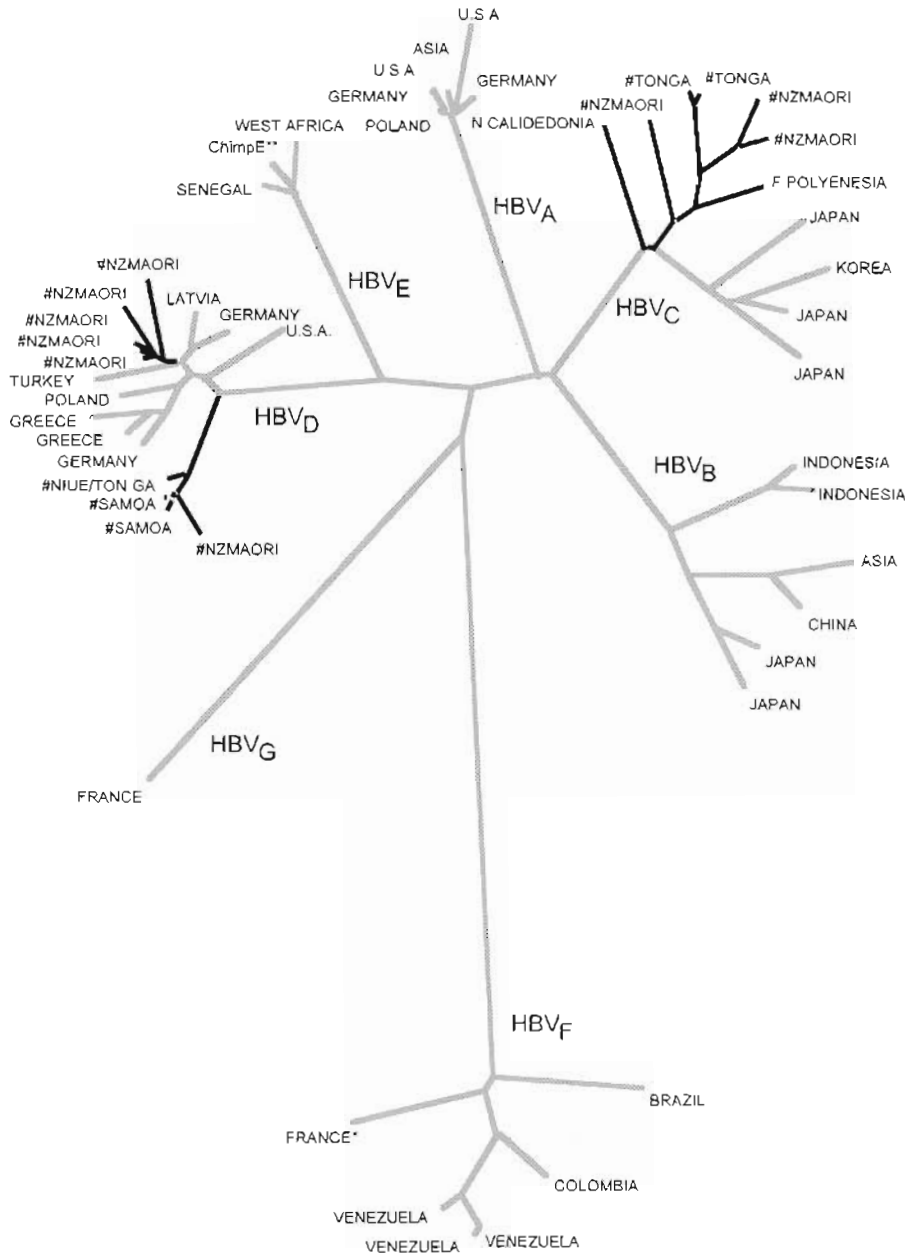 U.S.A
ASIA
U S A
GERMANY
GERMANY
POLAND
HBVA
WEST AFRICA
ChimpE**
SENEGAL
HBVE
N CALIDEDONIA
#NZMAORI
#TONGA
#TONGA
#NZMAORI
#NZMAORI
F POLYENESIA
JAPAN
KOREA
JAPAN
JAPAN
HBVC
#NZMAORI
#NZMAORI
#NZMAORI
#NZMAORI
#NZMAORI
LATVIA
GERMANY
U.S.A.
TURKEY
POLAND
GREECE
GREECE
GERMANY
HBVD
#NIUE/TON GA
#SAMOA
#SAMOA
#NZMAORI
HBVB
INDONESIA
*INDONESIA
ASIA
CHINA
JAPAN
JAPAN
HBVG
FRANCE
HBVF
BRAZIL
FRANCE*
COLOMBIA
VENEZUELA
VENEZUELA
VENEZUELA